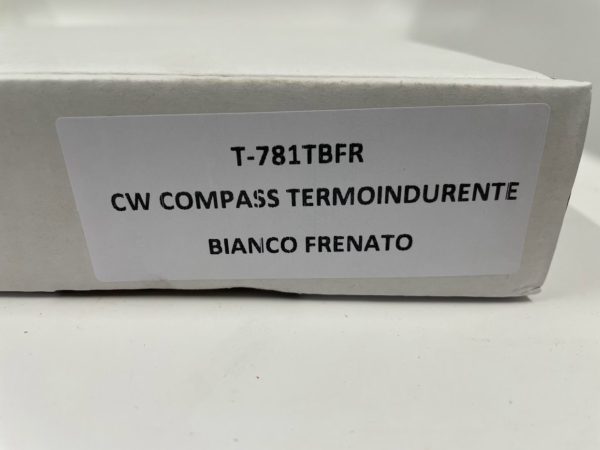 T-781TBFR
CW COMPASS TERMOINDURENTE
BIANCO FRENATO